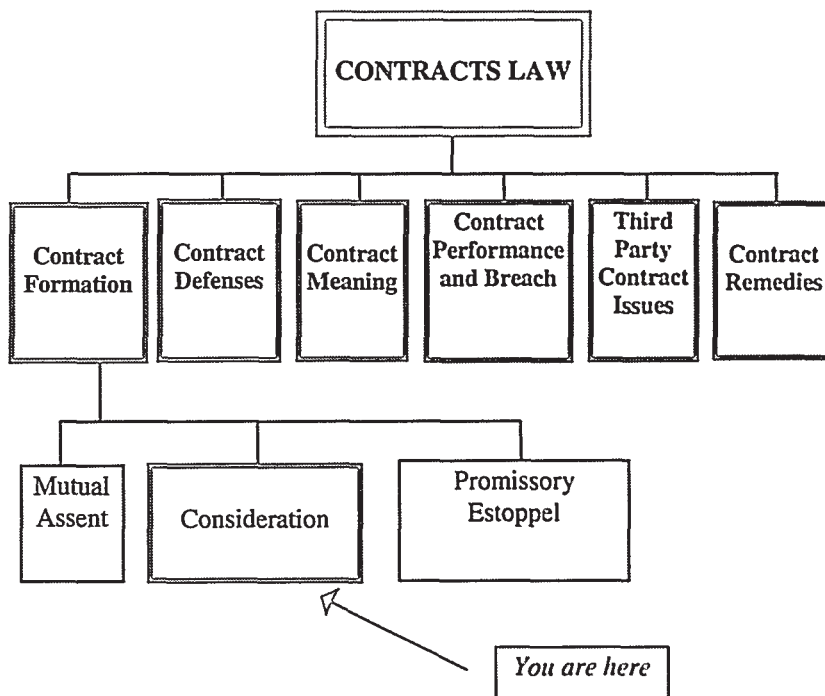 CONTRACTS LAW
Contract
Formation
Contract
Defenses
Contract
Meaning
Contract
Performance
and Breach
Third
Party
Contract
Issues
Contract
Remedies
Mutual
Assent
Consideration
Promissory
Estoppel
You are here